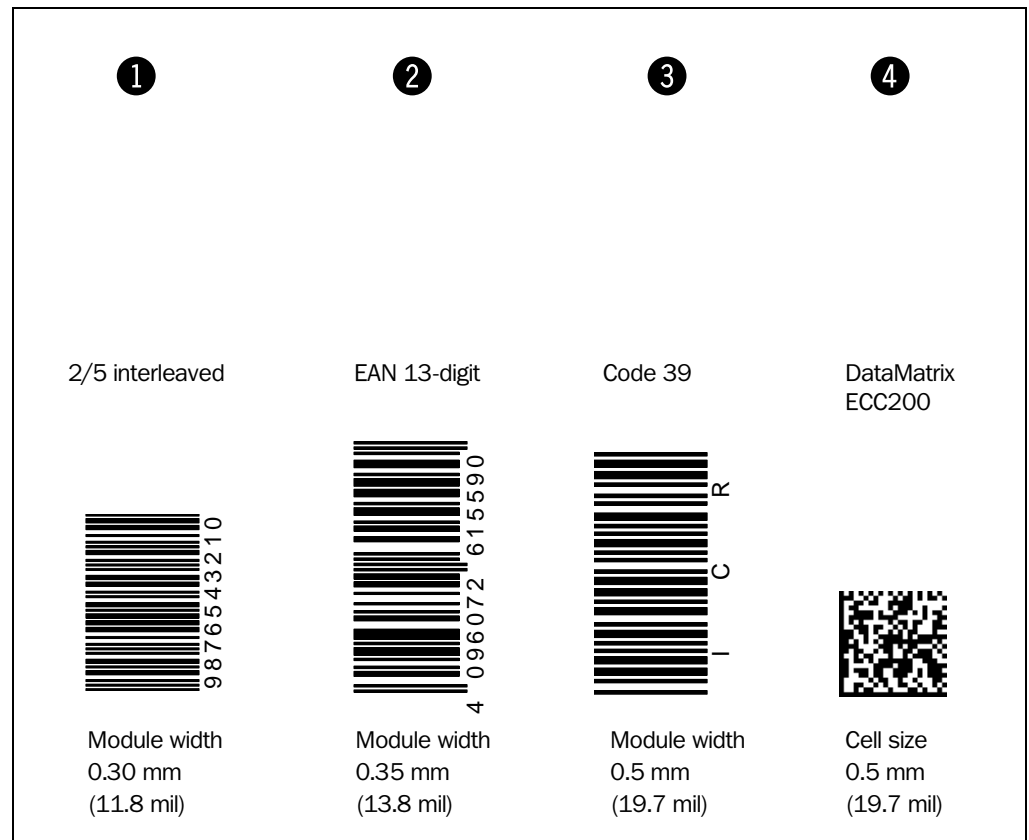 1 2 3 4
2/5 interleaved
EAN 13-digit
Code 39
DataMatrix
ECC200
9876543210
4 096072 615590
I C R
Module width
0.30 mm
(11.8 mil)
Module width
0.35 mm
(13.8 mil)
Module width
0.5 mm
(19.7 mil)
Cell size
0.5 mm
(19.7 mil)